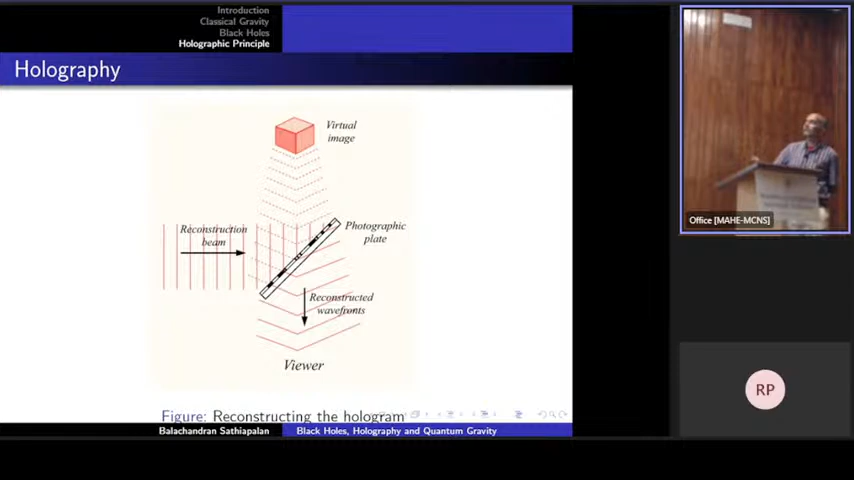 Introduction
Classical Gravity
Black Holes
Holographic Principle
Holography
Virtual
image
Reconstruction
beam
Photographic
plate
Reconstructed
wavefronts
Viewer
Figure: Reconstructing the hologram
Balachandran Sathiapalan
Black Holes, Holography and Quantum Gravity
Office [MAHE-MCNS]
RP